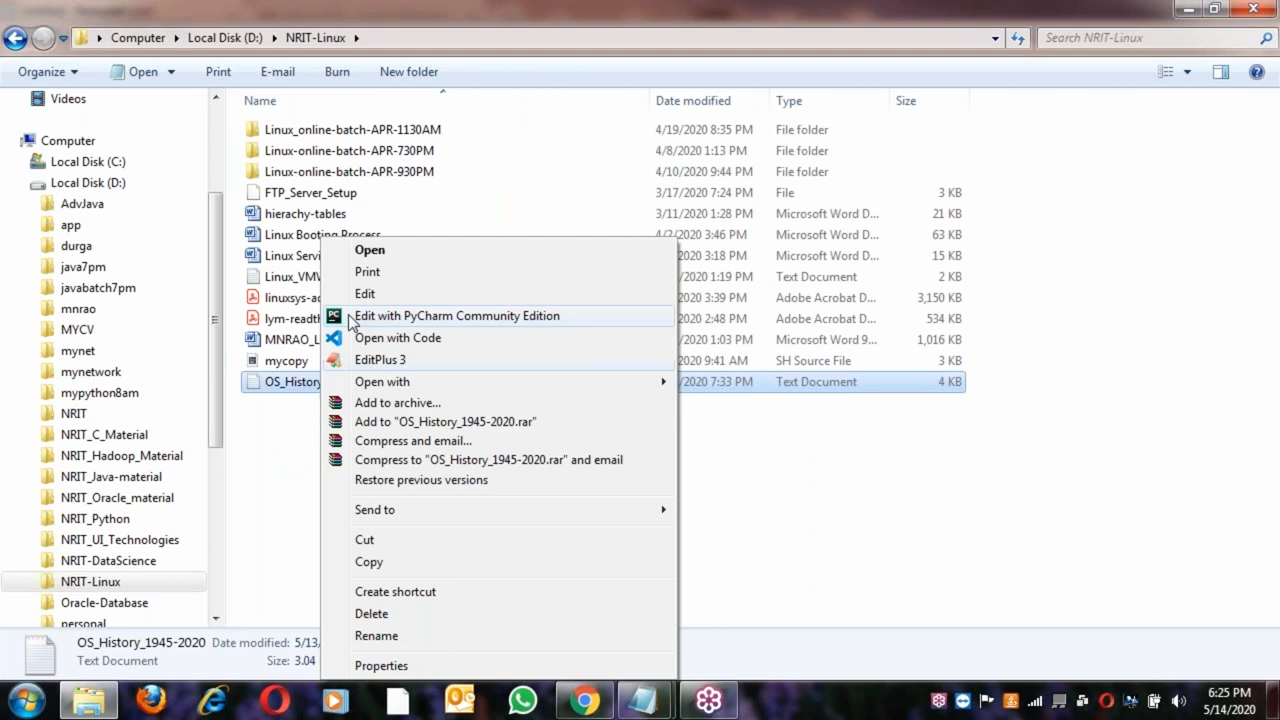 Computer Local Disk (D:) NRIT-Linux
Search NRIT-Linux
Organize Open Print E-mail Burn New folder
Videos
Computer
Local Disk (C:)
Local Disk (D:)
AdvJava
app
durga
java7pm
javabatch7pm
mnrao
MYCV
mynet
mynetwork
mypython8am
NRIT
NRIT_C_Material
NRIT_Hadoop_Material
NRIT_Java-material
NRIT_Oracle_material
NRIT_Python
NRIT_UI_Technologies
NRIT-DataScience
NRIT-Linux
Oracle-Database
personal
Name Date modified Type Size
Linux_online-batch-APR-1130AM 4/19/2020 8:35 PM File folder
Linux-online-batch-APR-730PM 4/8/2020 1:13 PM File folder
Linux-online-batch-APR-930PM 4/10/2020 9:44 PM File folder
FTP_Server_Setup 3/17/2020 7:24 PM File 3 KB
hierachy-tables 3/11/2020 1:28 PM Microsoft Word D... 21 KB
Linux Booting Process 4/2/2020 3:46 PM Microsoft Word D... 63 KB
Linux Servi /2020 3:18 PM Microsoft Word D... 15 KB
Linux_VMW /2020 1:19 PM Text Document 2 KB
linuxsys-ad /2020 3:39 PM Adobe Acrobat D... 3,150 KB
lym-readth /2020 2:48 PM Adobe Acrobat D... 534 KB
MNRAO_L /2020 1:03 PM Microsoft Word 9... 1,016 KB
mycopy /2020 9:41 AM SH Source File 3 KB
OS_History /2020 7:33 PM Text Document 4 KB
Open
Print
Edit
Edit with PyCharm Community Edition
Open with Code
EditPlus 3
Open with
Add to archive...
Add to "OS_History_1945-2020.rar"
Compress and email...
Compress to "OS_History_1945-2020.rar" and email
Restore previous versions
Send to
Cut
Copy
Create shortcut
Delete
Rename
Properties
OS_History_1945-2020 Date modified: 5/13/
Text Document Size: 3.04
6:25 PM
5/14/2020